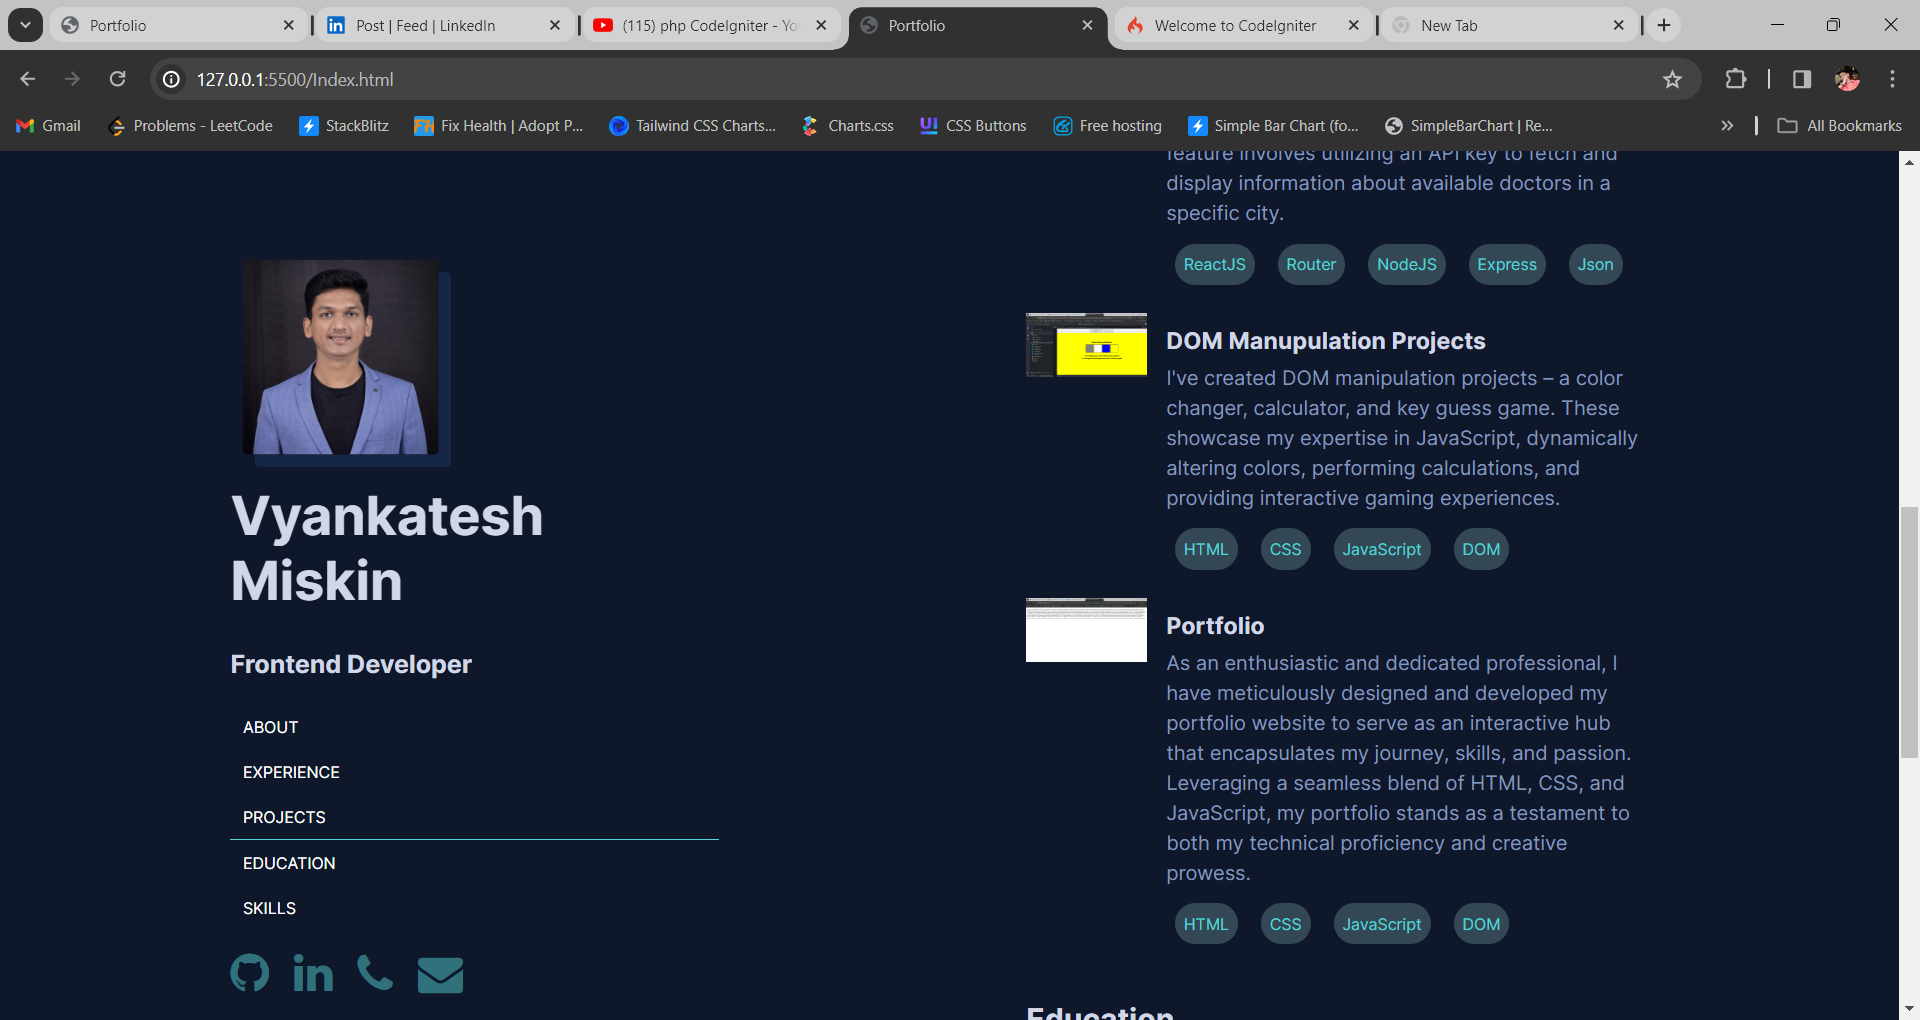 Portfolio
Post | Feed | LinkedIn
(115) php CodeIgniter - Yo
Portfolio
Welcome to CodeIgniter
New Tab
127.0.0.1:5500/Index.html
Gmail
Problems - LeetCode
StackBlitz
Fix Health | Adopt P...
Tailwind CSS Charts...
Charts.css
CSS Buttons
Free hosting
Simple Bar Chart (fo...
SimpleBarChart | Re...
All Bookmarks
Vyankatesh
Miskin
Frontend Developer
ABOUT
EXPERIENCE
PROJECTS
EDUCATION
SKILLS
feature involves utilizing an API key to fetch and
display information about available doctors in a
specific city.
ReactJS Router NodeJS Express Json
DOM Manupulation Projects
I've created DOM manipulation projects – a color
changer, calculator, and key guess game. These
showcase my expertise in JavaScript, dynamically
altering colors, performing calculations, and
providing interactive gaming experiences.
HTML CSS JavaScript DOM
Portfolio
As an enthusiastic and dedicated professional, I
have meticulously designed and developed my
portfolio website to serve as an interactive hub
that encapsulates my journey, skills, and passion.
Leveraging a seamless blend of HTML, CSS, and
JavaScript, my portfolio stands as a testament to
both my technical proficiency and creative
prowess.
HTML CSS JavaScript DOM
Education